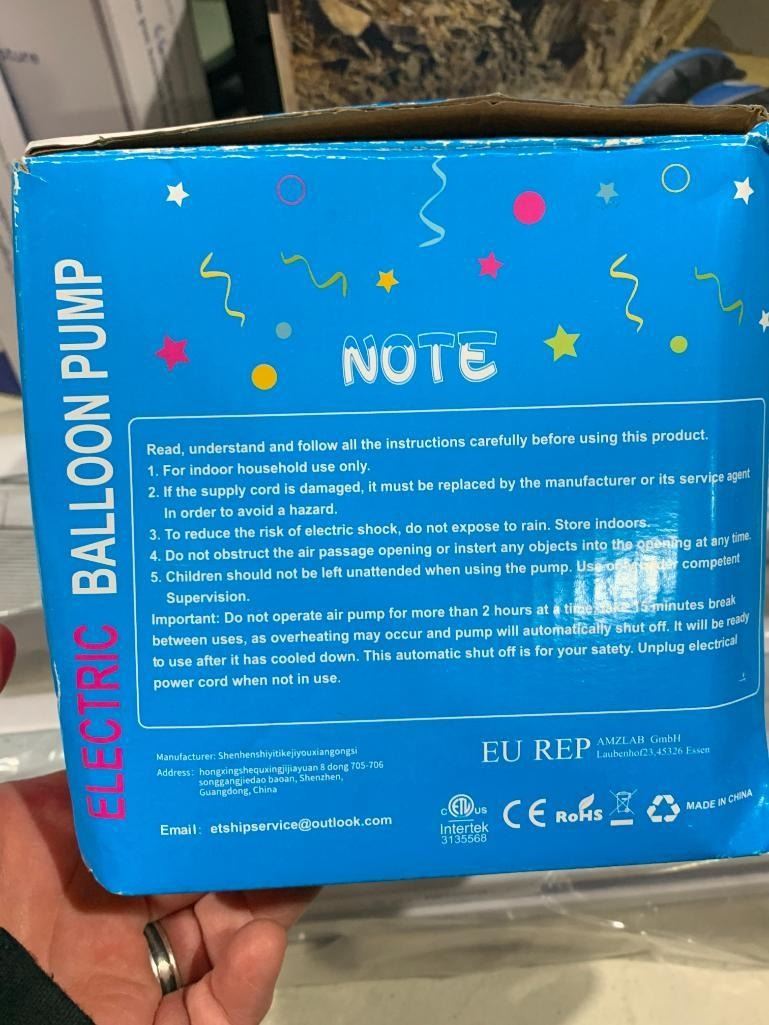 ture
ELECTRIC BALLOON PUMP
NOTE
Read, understand and follow all the instructions carefully before using this product.
1. For indoor household use only.
2. If the supply cord is damaged, it must be replaced by the manufacturer or its service agent
In order to avoid a hazard.
3. To reduce the risk of electric shock, do not expose to rain. Store indoors.
4. Do not obstruct the air passage opening or instert any objects into the opening at any time.
5. Children should not be left unattended when using the pump. Use only under competent
Supervision.
Important: Do not operate air pump for more than 2 hours at a time, take 15 minutes break
between uses, as overheating may occur and pump will automatically shut off. It will be ready
to use after it has cooled down. This automatic shut off is for your satety. Unplug electrical
power cord when not in use.
Manufacturer: Shenhenshiyitikejiyouxiangongsi
Address: hongxingshequxingjijiayuan 8 dong 705-706
songgangjiedao baoan, Shenzhen,
Guangdong, China
Email: etshipservice@outlook.com
EU REP AMZLAB GmbH
Laubenhof23,45326 Essen
C ETL US
Intertek
3135568
CE RoHS MADE IN CHINA